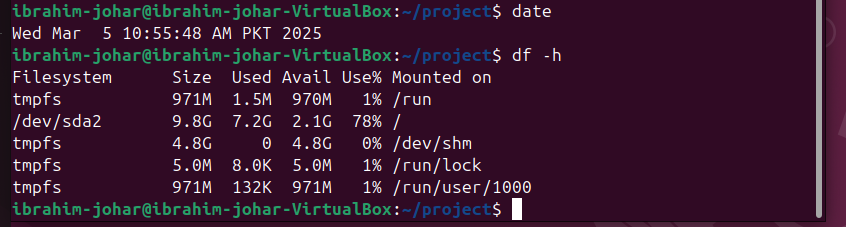 ibrahim-johar@ibrahim-johar-VirtualBox:~/project$ date
Wed Mar  5 10:55:48 AM PKT 2025
ibrahim-johar@ibrahim-johar-VirtualBox:~/project$ df -h
Filesystem      Size  Used Avail Use% Mounted on
tmpfs           971M  1.5M  970M   1% /run
/dev/sda2       9.8G  7.2G  2.1G  78% /
tmpfs           4.8G     0  4.8G   0% /dev/shm
tmpfs           5.0M  8.0K  5.0M   1% /run/lock
tmpfs           971M  132K  971M   1% /run/user/1000
ibrahim-johar@ibrahim-johar-VirtualBox:~/project$